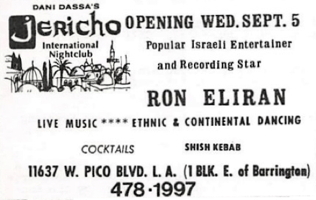 DANI DASSA'S
JERICHO
International
Nightclub
OPENING WED. SEPT. 5
Popular Israeli Entertainer
and Recording Star
RON ELIRAN
LIVE MUSIC **** ETHNIC & CONTINENTAL DANCING
COCKTAILS SHISH KEBAB
11637 W. PICO BLVD. L. A. (1 BLK. E. of Barrington)
478·1997